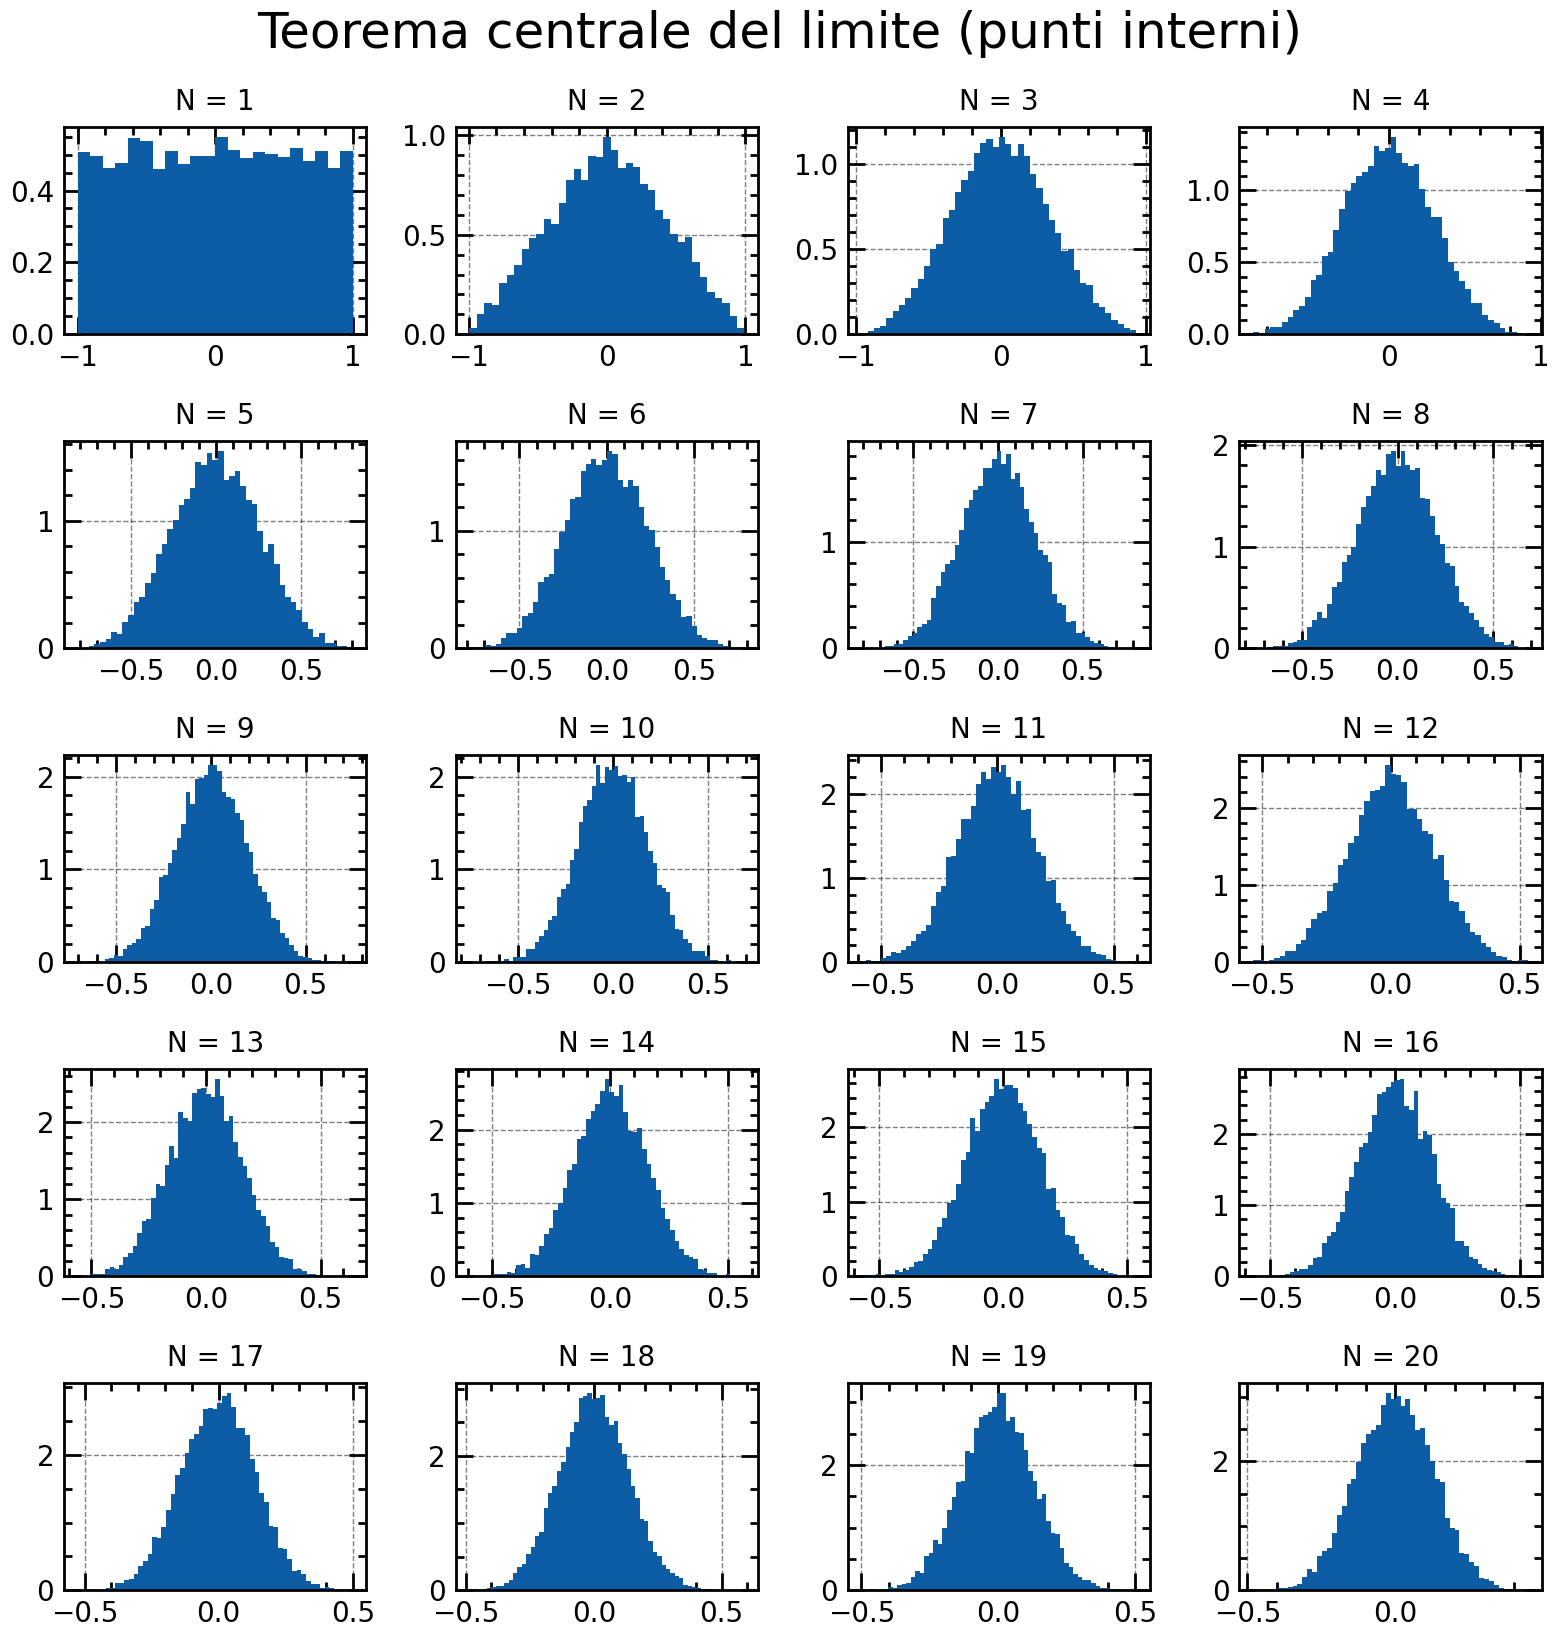 Teorema centrale del limite (punti interni)
N = 1
N = 2
N = 3
N = 4
0.4
0.2
0.0
−1 0 1
1.0
0.5
0.0
−1 0 1
1.0
0.5
0.0
−1 0 1
1.0
0.5
0.0
0 1
N = 5
N = 6
N = 7
N = 8
1
0
−0.5 0.0 0.5
1
0
−0.5 0.0 0.5
1
0
−0.5 0.0 0.5
2
1
0
−0.5 0.0 0.5
N = 9
N = 10
N = 11
N = 12
2
1
0
−0.5 0.0 0.5
2
1
0
−0.5 0.0 0.5
2
1
0
−0.5 0.0 0.5
2
1
0
−0.5 0.0 0.5
N = 13
N = 14
N = 15
N = 16
2
1
0
−0.5 0.0 0.5
2
1
0
−0.5 0.0 0.5
2
1
0
−0.5 0.0 0.5
2
1
0
−0.5 0.0 0.5
N = 17
N = 18
N = 19
N = 20
2
0
−0.5 0.0 0.5
2
0
−0.5 0.0 0.5
2
0
−0.5 0.0 0.5
2
0
−0.5 0.0